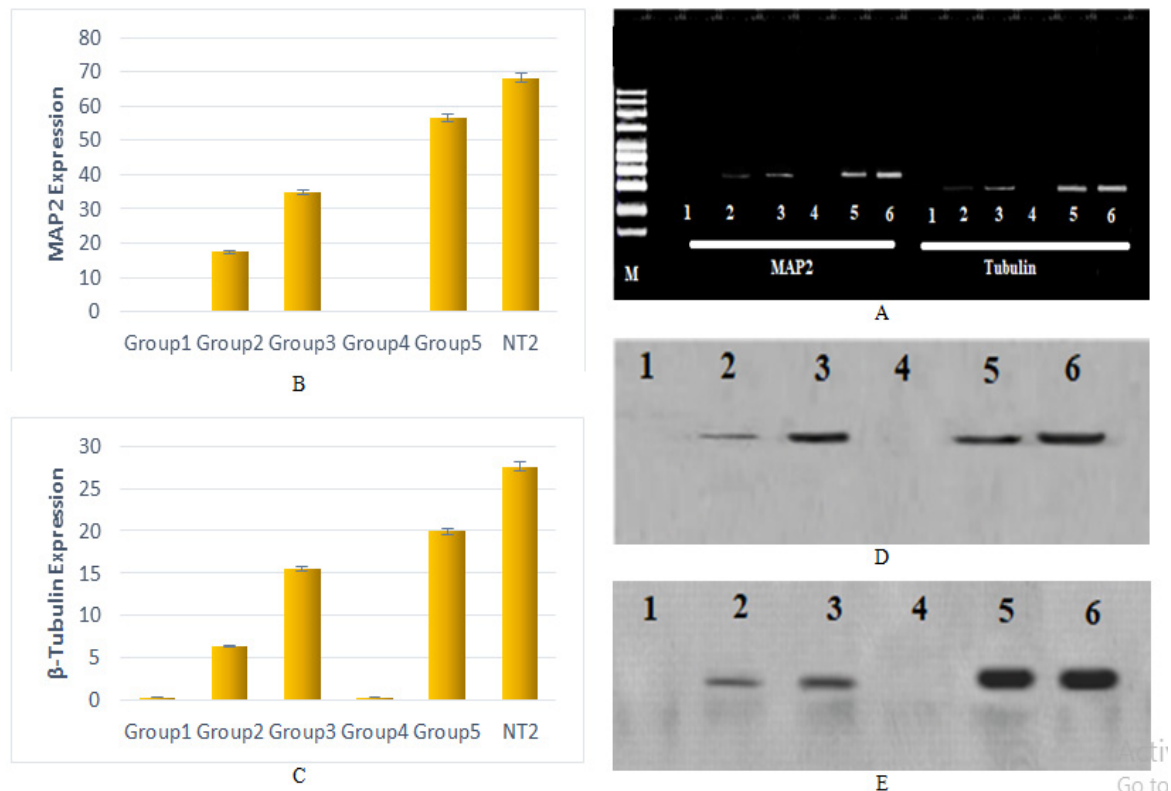 80
70
60
50
40
30
20
10
0
MAP2 Expression
Group1 Group2 Group3 Group4 Group5 NT2
B
30
25
20
15
10
5
0
β-Tubulin Expression
Group1 Group2 Group3 Group4 Group5 NT2
C
1 2 3 4 5 6 1 2 3 4 5 6
M MAP2 Tubulin
A
1 2 3 4 5 6
D
1 2 3 4 5 6
E
Go to